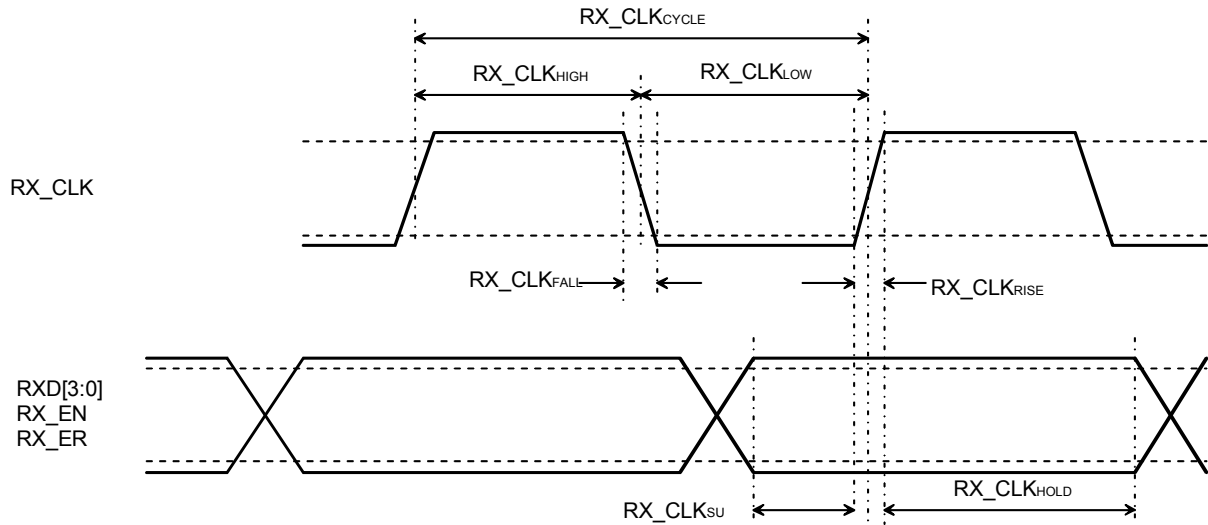 RX_CLKCYCLE
RX_CLKHIGH
RX_CLKLOW
RX_CLK
RX_CLKFALL
RX_CLKRISE
RXD[3:0]
RX_EN
RX_ER
RX_CLKHOLD
RX_CLKSU